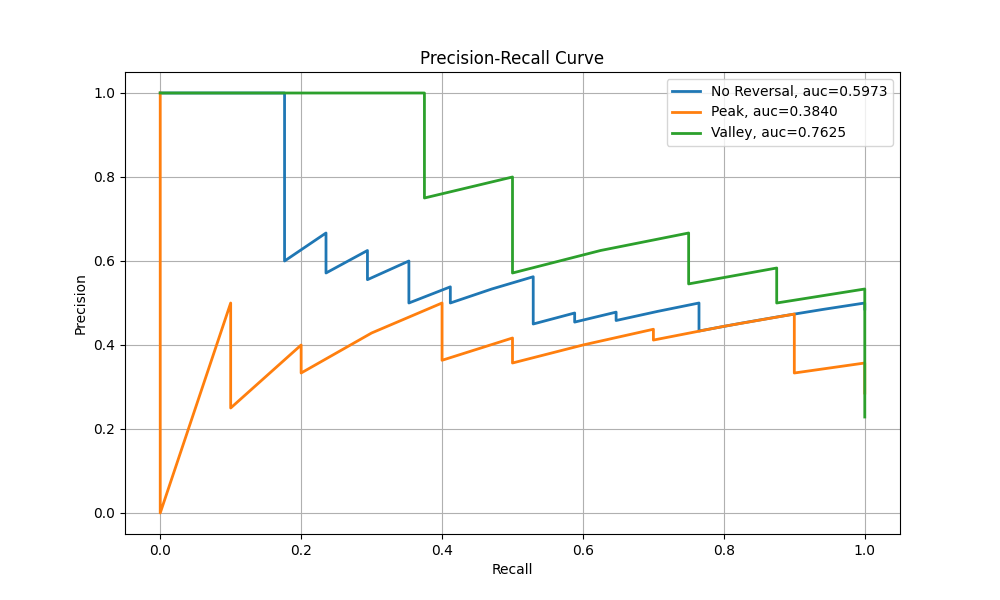 Precision-Recall Curve
No Reversal, auc=0.5973
Peak, auc=0.3840
Valley, auc=0.7625
Precision
1.0
0.8
0.6
0.4
0.2
0.0
0.0 0.2 0.4 0.6 0.8 1.0
Recall